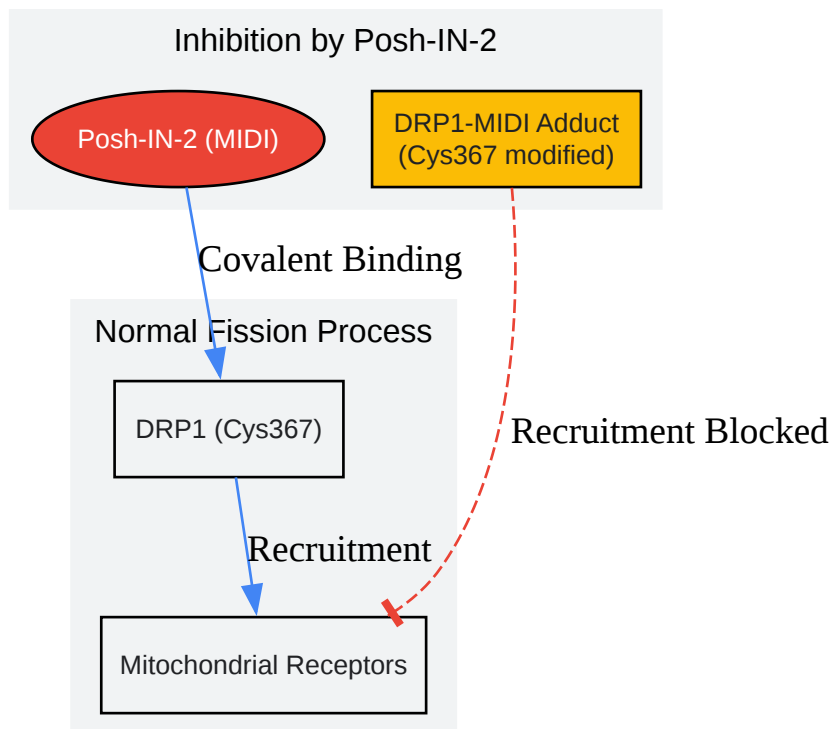 Inhibition by Posh-IN-2
Posh-IN-2 (MIDI)
DRP1-MIDI Adduct
(Cys367 modified)
Covalent Binding
Normal Fission Process
DRP1 (Cys367)
Recruitment Blocked
Recruitment
Mitochondrial Receptors